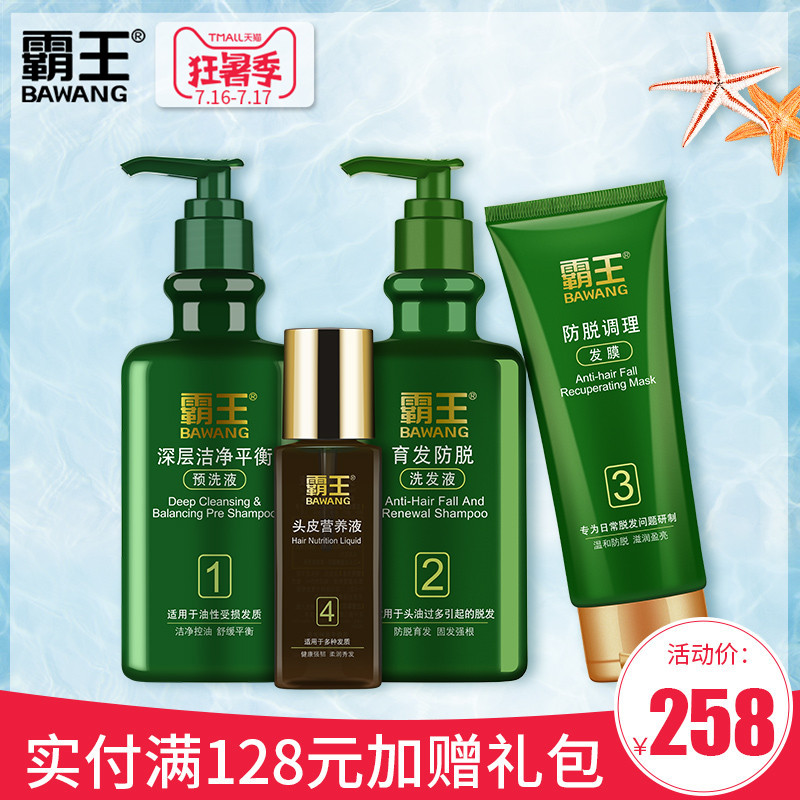 霸王®
BAWANG
TMALL天猫
狂暑季
7.16-7.17
霸王®
BAWANG
深层洁净平衡
预洗液
Deep Cleansing &
Balancing Pre Shampoo
1
适用于油性受损发质
洁净控油 舒缓平衡
霸王®
BAWANG
头皮营养液
Hair Nutrition Liquid
4
适用于多种发质
健康强韧 柔润秀发
霸王®
BAWANG
育发防脱
洗发液
Anti-Hair Fall And
Renewal Shampoo
2
用于头油过多引起的脱发
防脱育发 固发强根
霸王®
BAWANG
防脱调理
发膜
Anti-hair Fall
Recuperating Mask
3
专为日常脱发问题研制
温和防脱 滋润盈亮
活动价:
¥258
实付满128元加赠礼包